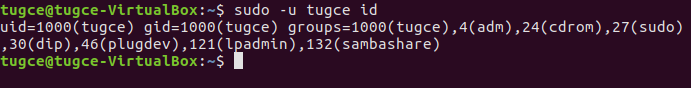 tugce@tugce-VirtualBox:~$ sudo -u tugce id
uid=1000(tugce) gid=1000(tugce) groups=1000(tugce),4(adm),24(cdrom),27(sudo)
,30(dip),46(plugdev),121(lpadmin),132(sambashare)
tugce@tugce-VirtualBox:~$